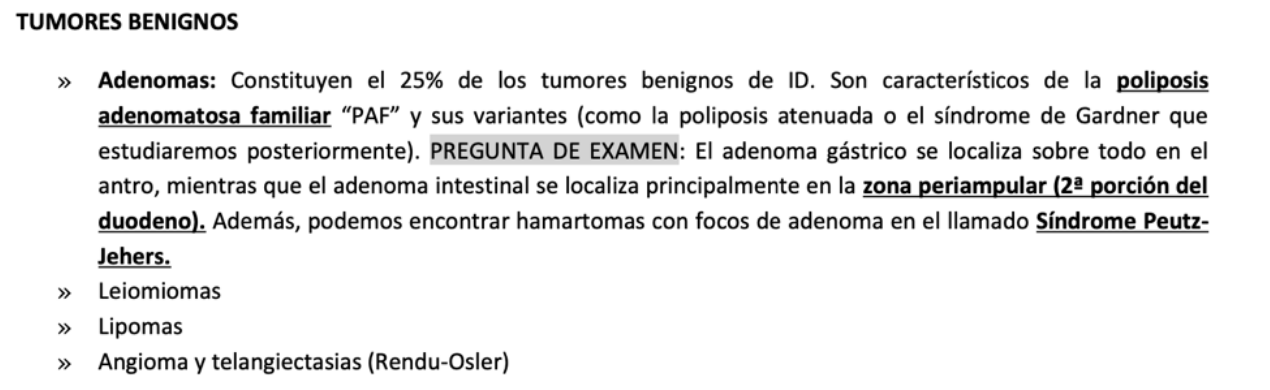 TUMORES BENIGNOS
» Adenomas: Constituyen el 25% de los tumores benignos de ID. Son característicos de la poliposis
adenomatosa familiar “PAF” y sus variantes (como la poliposis atenuada o el síndrome de Gardner que
estudiaremos posteriormente). PREGUNTA DE EXAMEN: El adenoma gástrico se localiza sobre todo en el
antro, mientras que el adenoma intestinal se localiza principalmente en la zona periampular (2ª porción del
duodeno). Además, podemos encontrar hamartomas con focos de adenoma en el llamado Síndrome Peutz-
Jehers.
» Leiomiomas
» Lipomas
» Angioma y telangiectasias (Rendu-Osler)